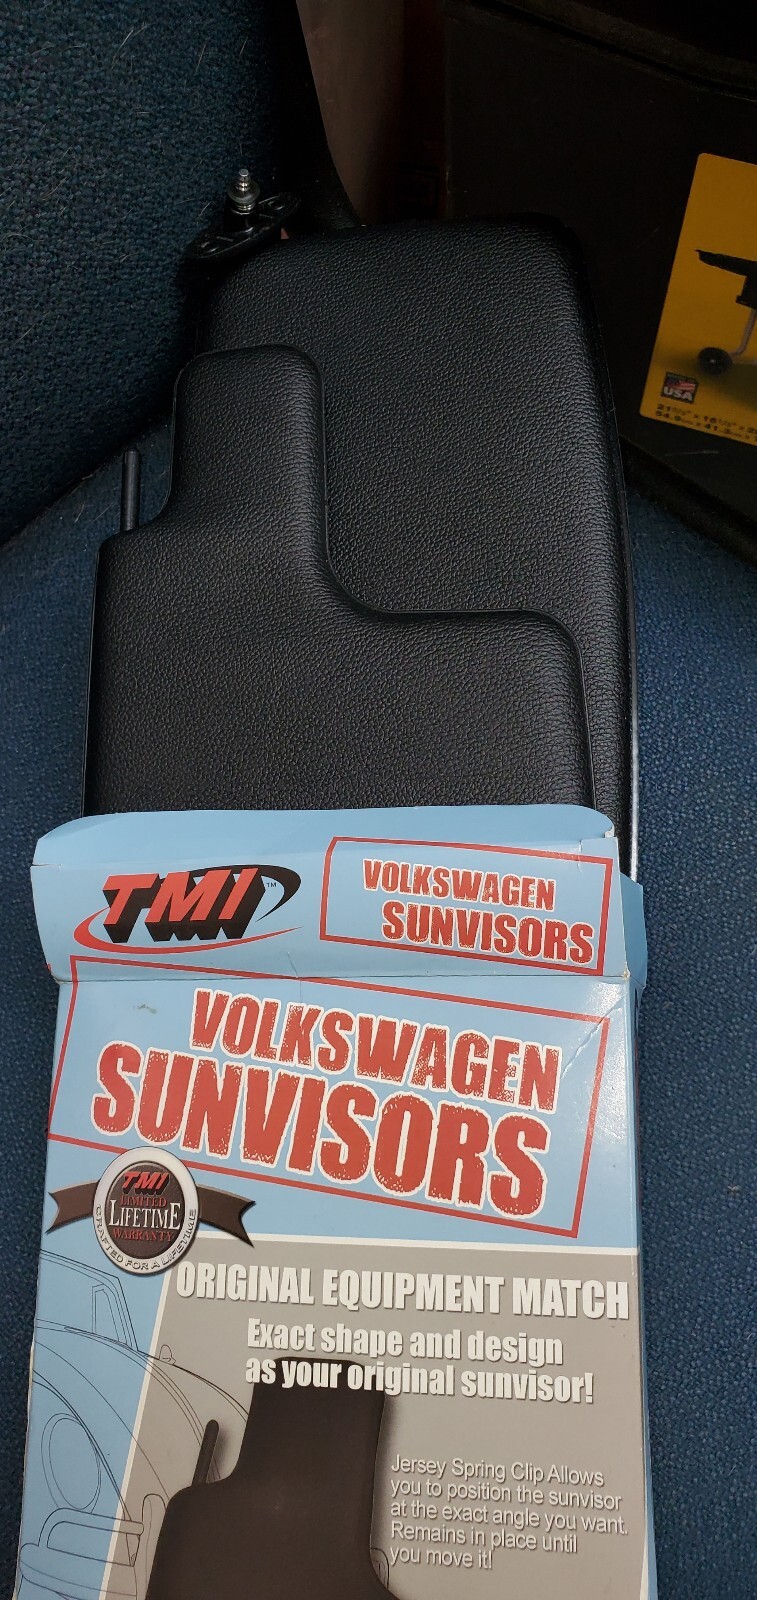 USA
TMI™
VOLKSWAGEN
SUNVISORS
VOLKSWAGEN
SUNVISORS
TMI
LIMITED
LIFETIME
WARRANTY
CRAFTED FOR A LIFETIME
ORIGINAL EQUIPMENT MATCH
Exact shape and design
as your original sunvisor!
Jersey Spring Clip Allows
you to position the sunvisor
at the exact angle you want.
Remains in place until
you move it!